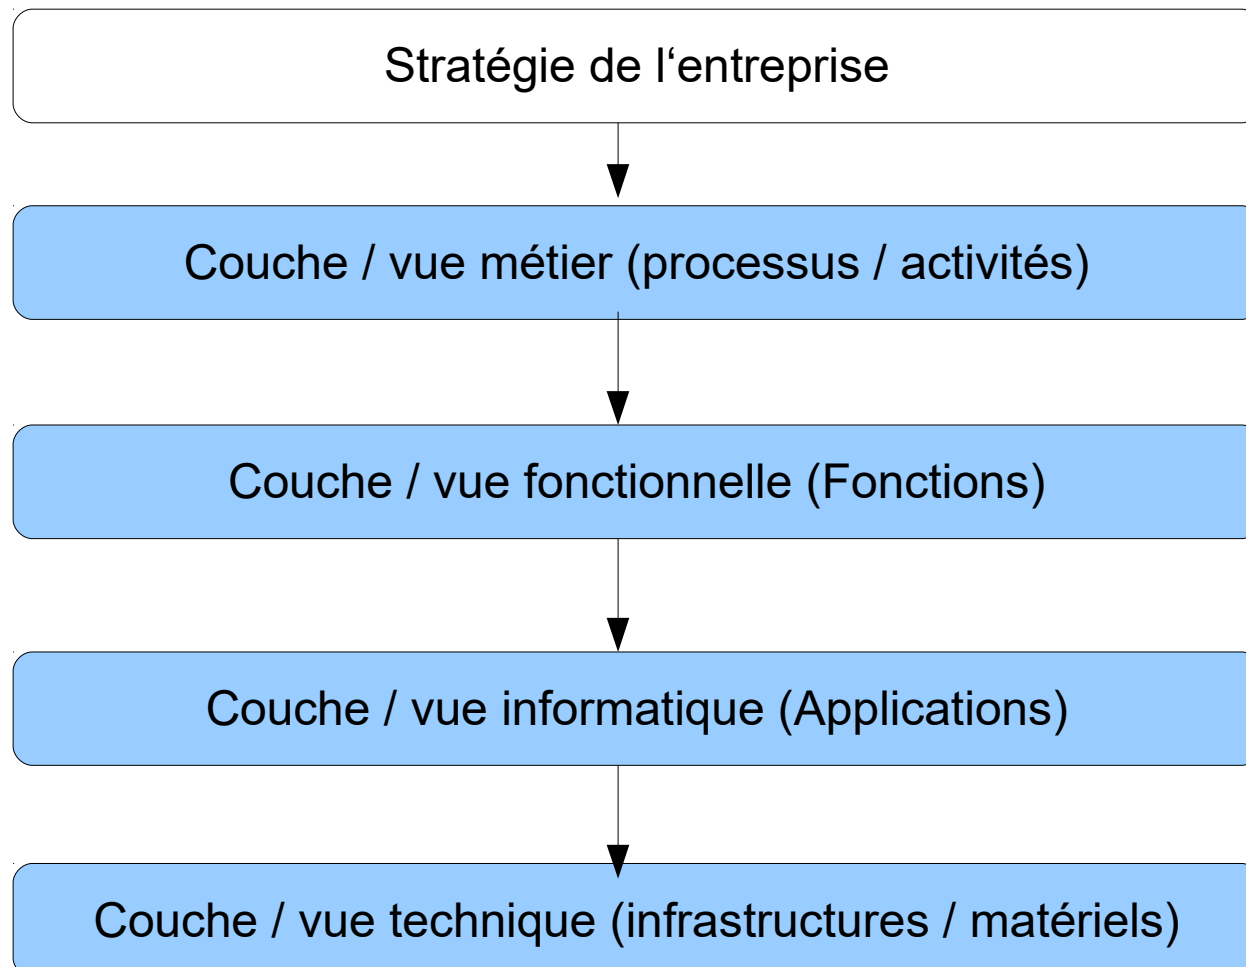 Stratégie de l‘entreprise
Couche / vue métier (processus / activités)
Couche / vue fonctionnelle (Fonctions)
Couche / vue informatique (Applications)
Couche / vue technique (infrastructures / matériels)